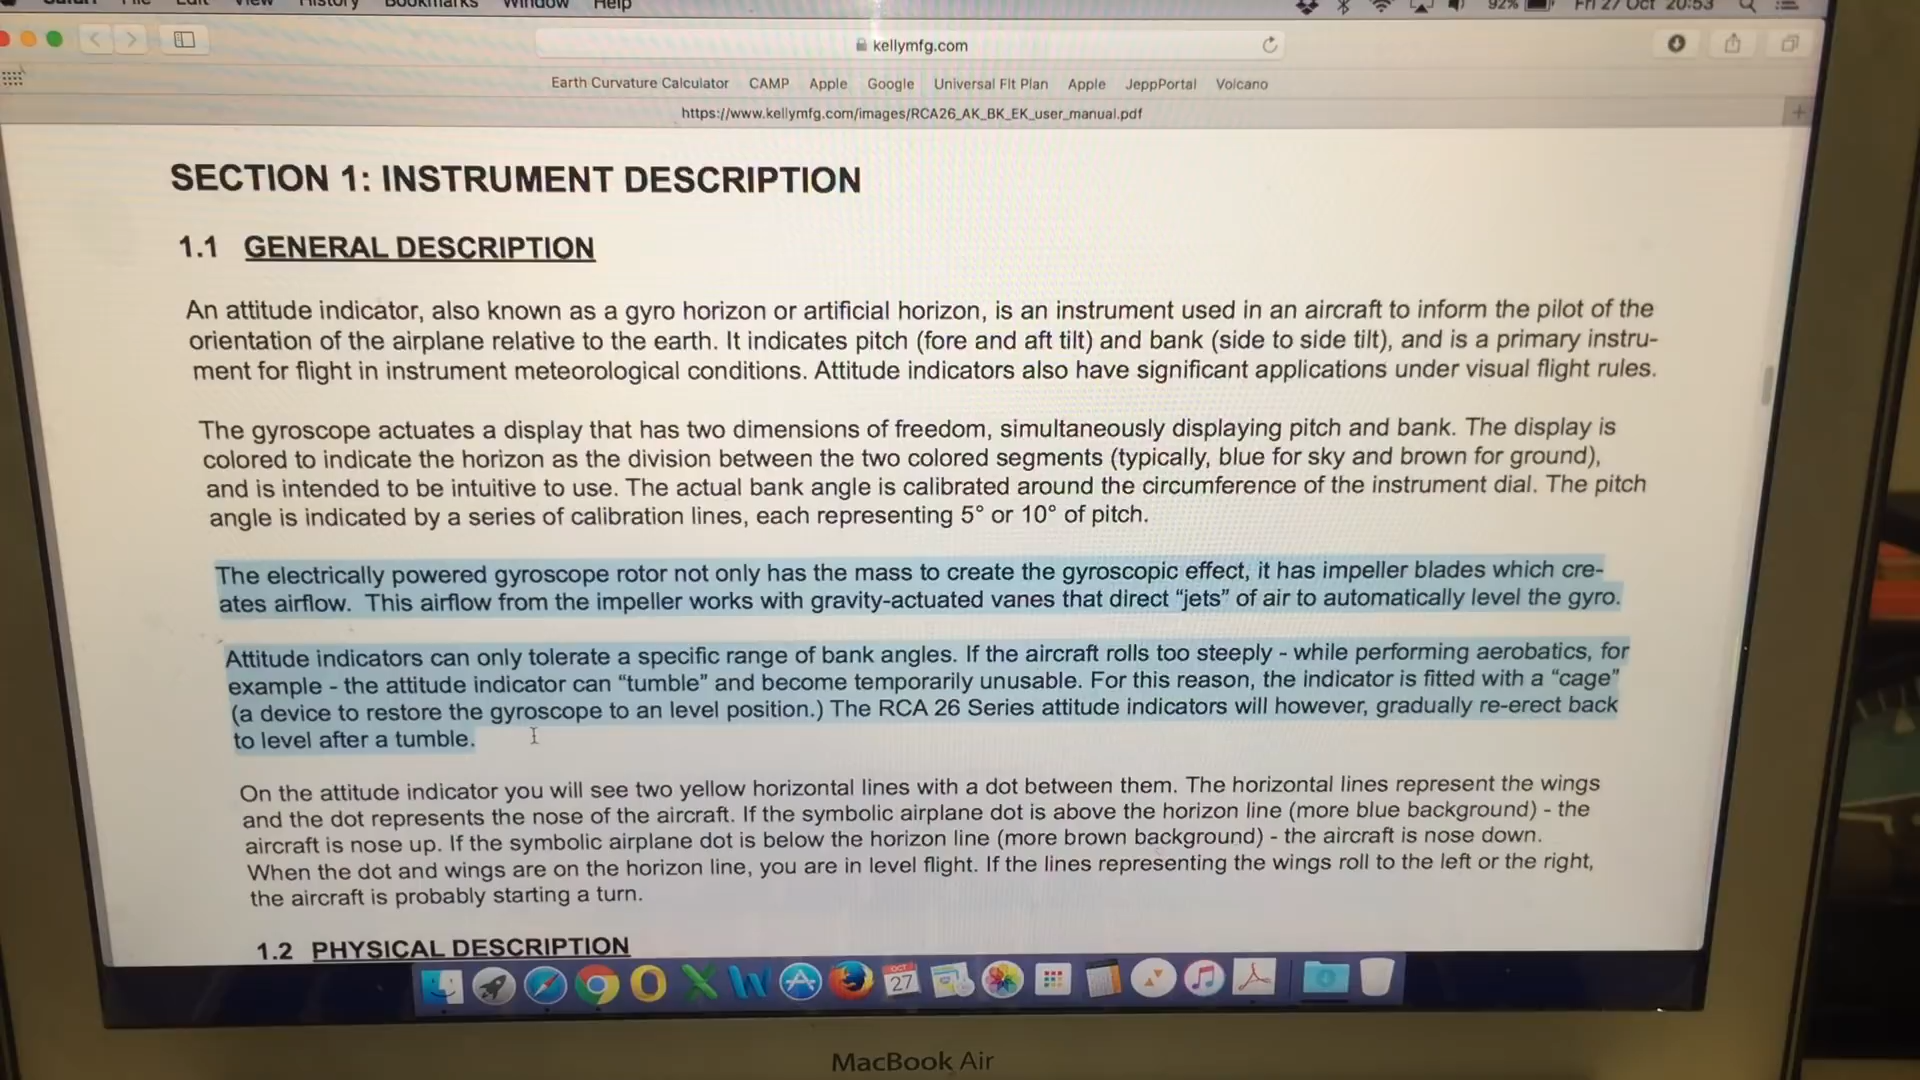 Safari File Edit View History Bookmarks Window Help 92% Fri 27 Oct 20:53
kellymfg.com
Earth Curvature Calculator CAMP Apple Google Universal Flt Plan Apple JeppPortal Volcano
https://www.kellymfg.com/images/RCA26_AK_BK_EK_user_manual.pdf
SECTION 1: INSTRUMENT DESCRIPTION
1.1 GENERAL DESCRIPTION
An attitude indicator, also known as a gyro horizon or artificial horizon, is an instrument used in an aircraft to inform the pilot of the
orientation of the airplane relative to the earth. It indicates pitch (fore and aft tilt) and bank (side to side tilt), and is a primary instru-
ment for flight in instrument meteorological conditions. Attitude indicators also have significant applications under visual flight rules.
The gyroscope actuates a display that has two dimensions of freedom, simultaneously displaying pitch and bank. The display is
colored to indicate the horizon as the division between the two colored segments (typically, blue for sky and brown for ground),
and is intended to be intuitive to use. The actual bank angle is calibrated around the circumference of the instrument dial. The pitch
angle is indicated by a series of calibration lines, each representing 5° or 10° of pitch.
The electrically powered gyroscope rotor not only has the mass to create the gyroscopic effect, it has impeller blades which cre-
ates airflow. This airflow from the impeller works with gravity-actuated vanes that direct “jets” of air to automatically level the gyro.
Attitude indicators can only tolerate a specific range of bank angles. If the aircraft rolls too steeply - while performing aerobatics, for
example - the attitude indicator can “tumble” and become temporarily unusable. For this reason, the indicator is fitted with a “cage”
(a device to restore the gyroscope to an level position.) The RCA 26 Series attitude indicators will however, gradually re-erect back
to level after a tumble.
On the attitude indicator you will see two yellow horizontal lines with a dot between them. The horizontal lines represent the wings
and the dot represents the nose of the aircraft. If the symbolic airplane dot is above the horizon line (more blue background) - the
aircraft is nose up. If the symbolic airplane dot is below the horizon line (more brown background) - the aircraft is nose down.
When the dot and wings are on the horizon line, you are in level flight. If the lines representing the wings roll to the left or the right,
the aircraft is probably starting a turn.
1.2 PHYSICAL DESCRIPTION
OCT
27
MacBook Air